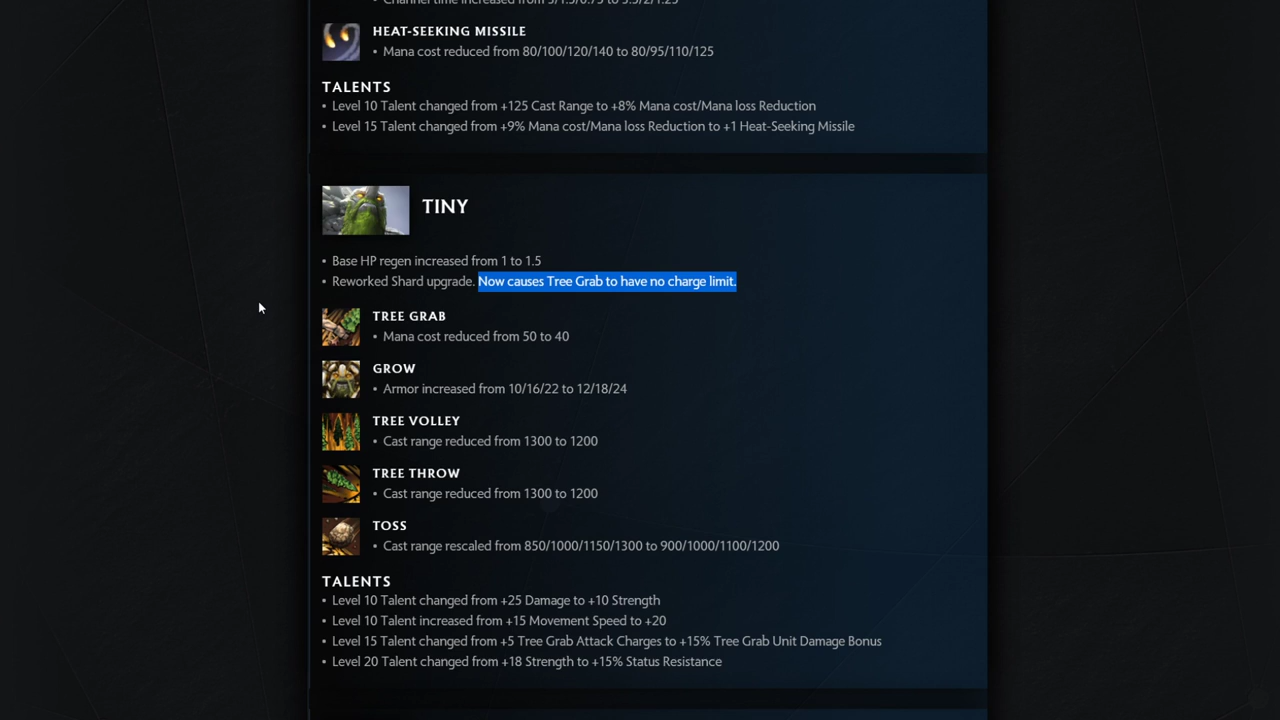 HEAT-SEEKING MISSILE
• Mana cost reduced from 80/100/120/140 to 80/95/110/125
TALENTS
• Level 10 Talent changed from +125 Cast Range to +8% Mana cost/Mana loss Reduction
• Level 15 Talent changed from +9% Mana cost/Mana loss Reduction to +1 Heat-Seeking Missile
TINY
• Base HP regen increased from 1 to 1.5
• Reworked Shard upgrade. Now causes Tree Grab to have no charge limit.
TREE GRAB
• Mana cost reduced from 50 to 40
GROW
• Armor increased from 10/16/22 to 12/18/24
TREE VOLLEY
• Cast range reduced from 1300 to 1200
TREE THROW
• Cast range reduced from 1300 to 1200
TOSS
• Cast range rescaled from 850/1000/1150/1300 to 900/1000/1100/1200
TALENTS
• Level 10 Talent changed from +25 Damage to +10 Strength
• Level 10 Talent increased from +15 Movement Speed to +20
• Level 15 Talent changed from +5 Tree Grab Attack Charges to +15% Tree Grab Unit Damage Bonus
• Level 20 Talent changed from +18 Strength to +15% Status Resistance